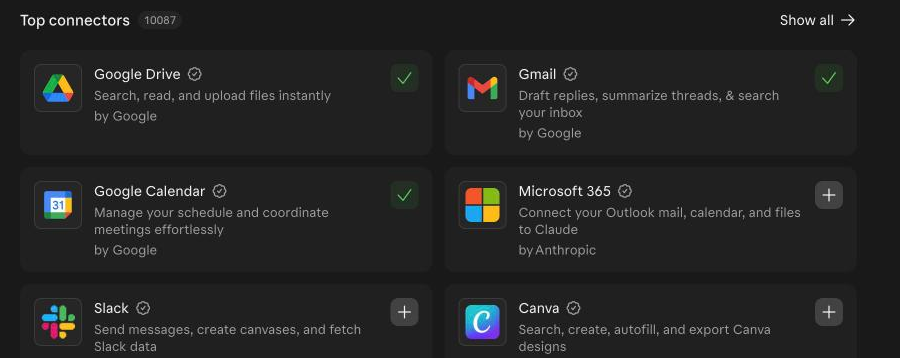 Top connectors 10087
Show all →
Google Drive
Search, read, and upload files instantly
by Google
Gmail
Draft replies, summarize threads, & search
your inbox
by Google
Google Calendar
31
Manage your schedule and coordinate
meetings effortlessly
by Google
Microsoft 365
Connect your Outlook mail, calendar, and files
to Claude
by Anthropic
Slack
Send messages, create canvases, and fetch
Slack data
Canva
C
Search, create, autofill, and export Canva
designs